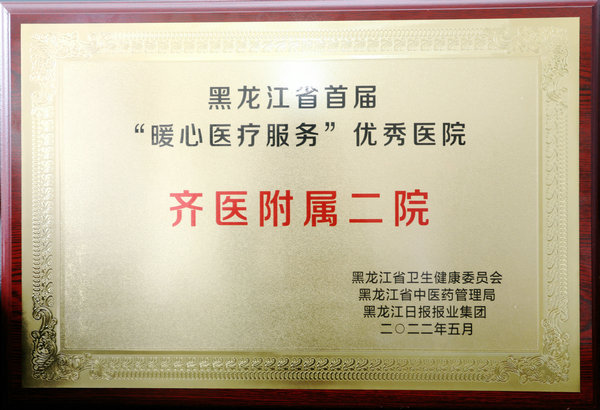 黑龙江省首届
“暖心医疗服务”优秀医院
齐医附属二院
黑龙江省卫生健康委员会
黑龙江省中医药管理局
黑龙江日报报业集团
二〇二二年五月